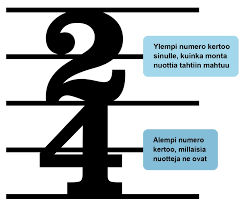 2
Ylempi numero kertoo
sinulle, kuinka monta
nuottia tahtiin mahtuu
4
Alempi numero
kertoo, millaisia
nuotteja ne ovat